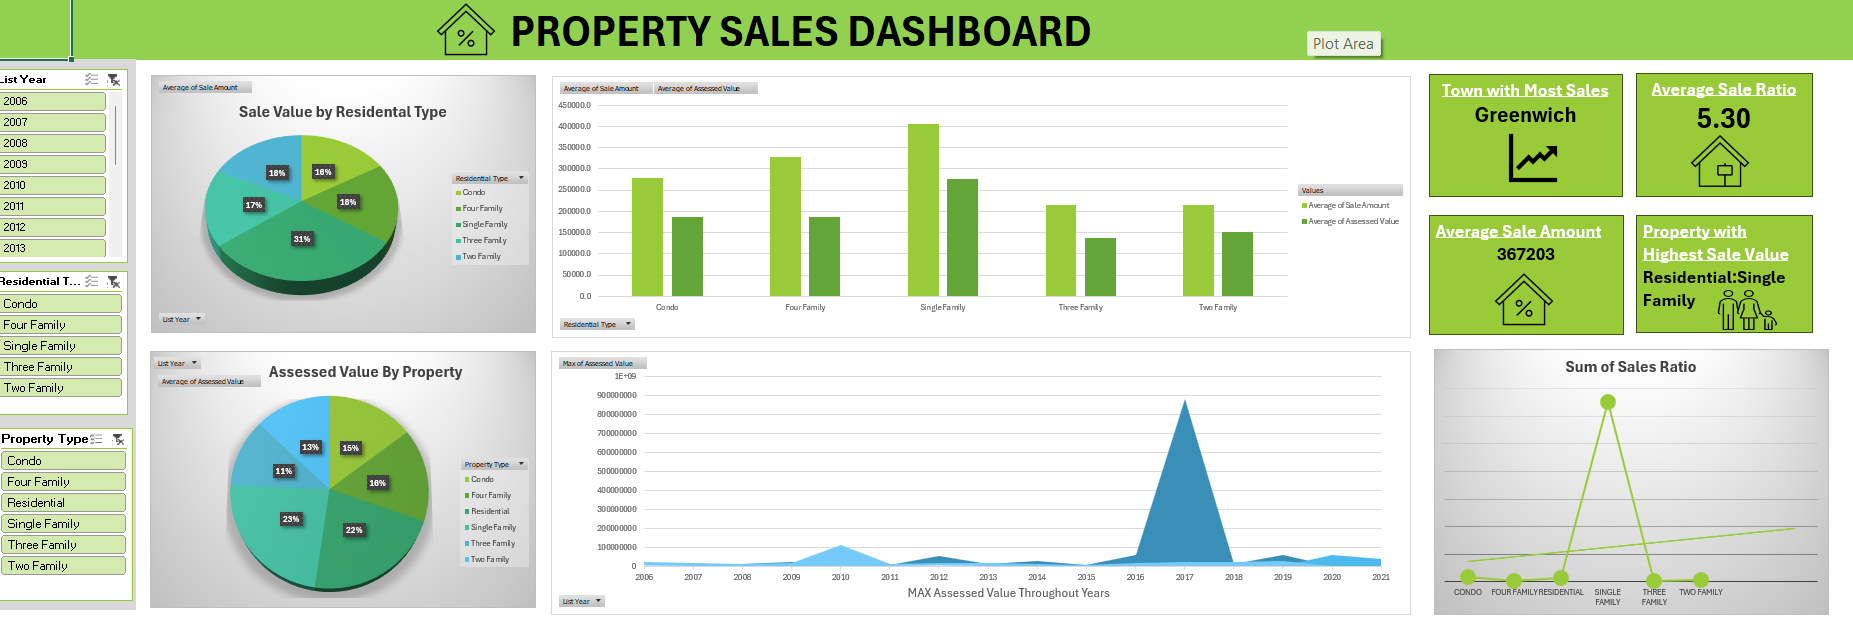 PROPERTY SALES DASHBOARD
Plot Area
List Year
2006
2007
2008
2009
2010
2011
2012
2013
Residential T...
Condo
Four Family
Single Family
Three Family
Two Family
Property Type
Condo
Four Family
Residential
Single Family
Three Family
Two Family
Average of Sale Amount
Sale Value by Residental Type
18%
16%
17%
18%
31%
Residential Type
Condo
Four Family
Single Family
Three Family
Two Family
List Year
List Year
Average of Assessed Value
Assessed Value By Property
13%
15%
11%
16%
23%
22%
Property Type
Condo
Four Family
Residential
Single Family
Three Family
Two Family
Average of Sale Amount Average of Assessed Value
450000.0
400000.0
350000.0
300000.0
250000.0
200000.0
150000.0
100000.0
50000.0
0.0
Condo Four Family Single Family Three Family Two Family
Residential Type
Values
Average of Sale Amount
Average of Assessed Value
Max of Assessed Value
1E+09
900000000
800000000
700000000
600000000
500000000
400000000
300000000
200000000
100000000
0
2006 2007 2008 2009 2010 2011 2012 2013 2014 2015 2016 2017 2018 2019 2020 2021
MAX Assessed Value Throughout Years
List Year
Town with Most Sales
Greenwich
Average Sale Ratio
5.30
Average Sale Amount
367203
%
Property with
Highest Sale Value
Residential:Single
Family
Sum of Sales Ratio
CONDO FOUR FAMILY RESIDENTIAL SINGLE FAMILY THREE FAMILY TWO FAMILY